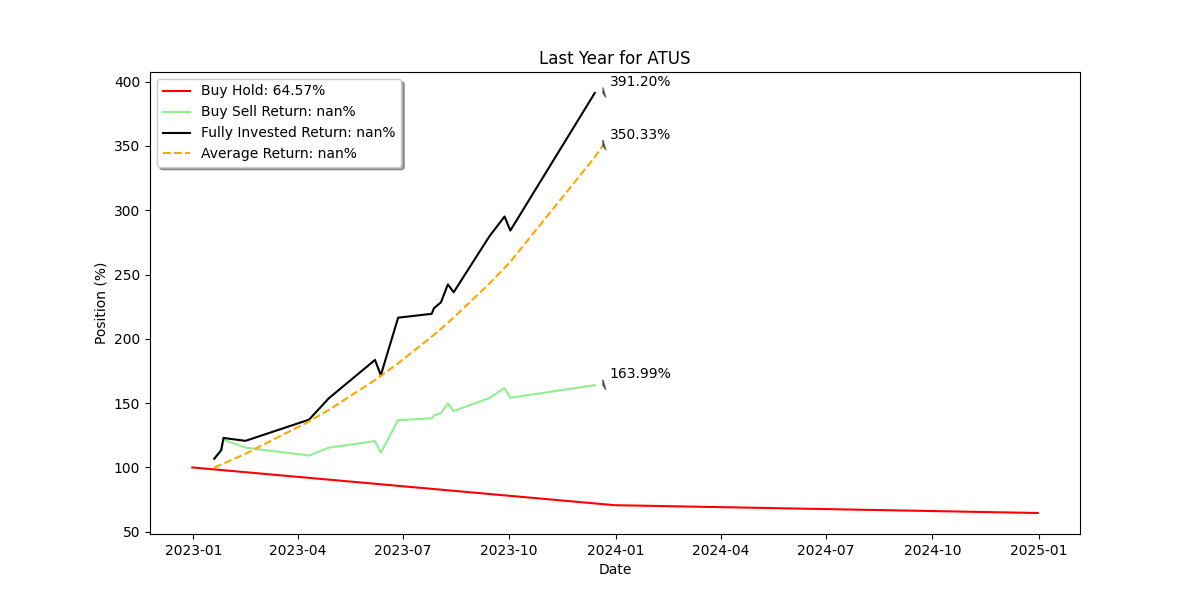 Last Year for ATUS
Buy Hold: 64.57%
Buy Sell Return: nan%
Fully Invested Return: nan%
Average Return: nan%
391.20%
350.33%
163.99%
400
350
300
250
200
150
100
50
Position (%)
2023-01
2023-04
2023-07
2023-10
2024-01
2024-04
2024-07
2024-10
2025-01
Date